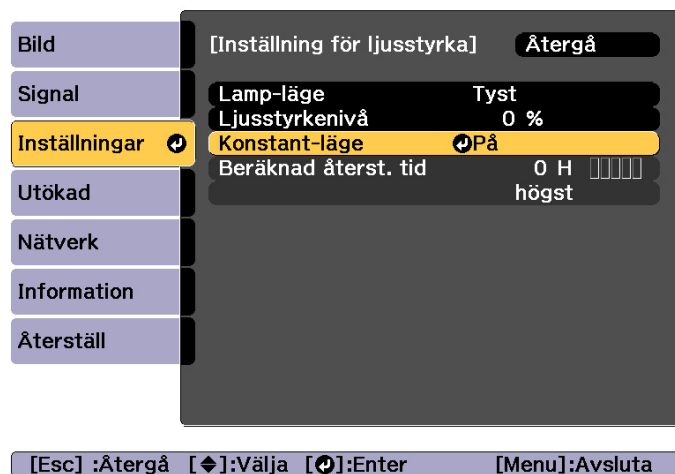 Bild
Signal
Inställningar
Utökad
Nätverk
Information
Återställ
[Inställning för ljusstyrka] Återgå
Lamp-läge Tyst
Ljusstyrkenivå 0 %
Konstant-läge På
Beräknad återst. tid 0 H
högst
[Esc] :Återgå [◆]:Välja [↵]:Enter [Menu]:Avsluta